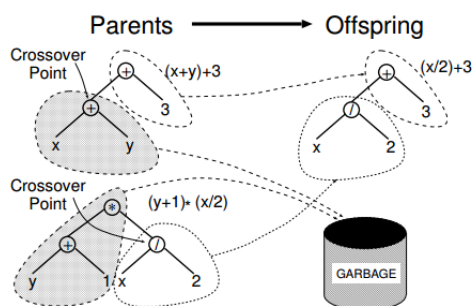 Parents Offspring
Crossover
Point
+ (x+y)+3
+ 3
x y
+ (x/2)+3
/ 3
x 2
Crossover
Point
* (y+1)* (x/2)
+ /
y 1 x 2
GARBAGE